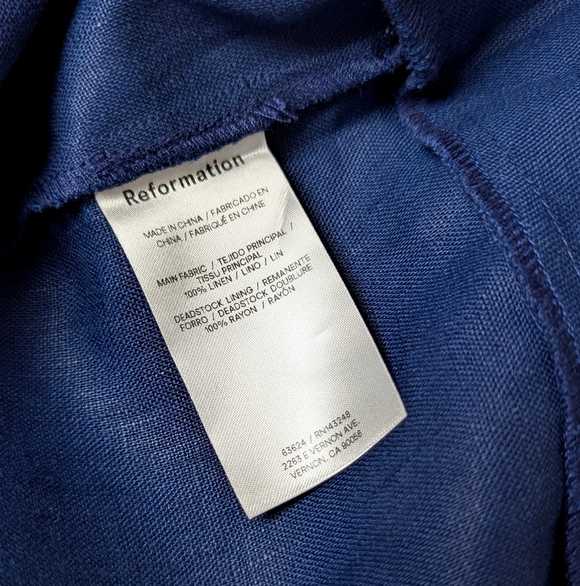 Reformation
MADE IN CHINA / FABRICADO EN
CHINA / FABRIQUÉ EN CHINE
MAIN FABRIC / TEJIDO PRINCIPAL /
TISSU PRINCIPAL
100% LINEN / LINO / LIN
DEADSTOCK LINING / REMANENTE
FORRO / DEADSTOCK DOUBLURE
100% RAYON / RAYÓN
63624 / RN143248
2263 E VERNON AVE.
VERNON, CA 90058